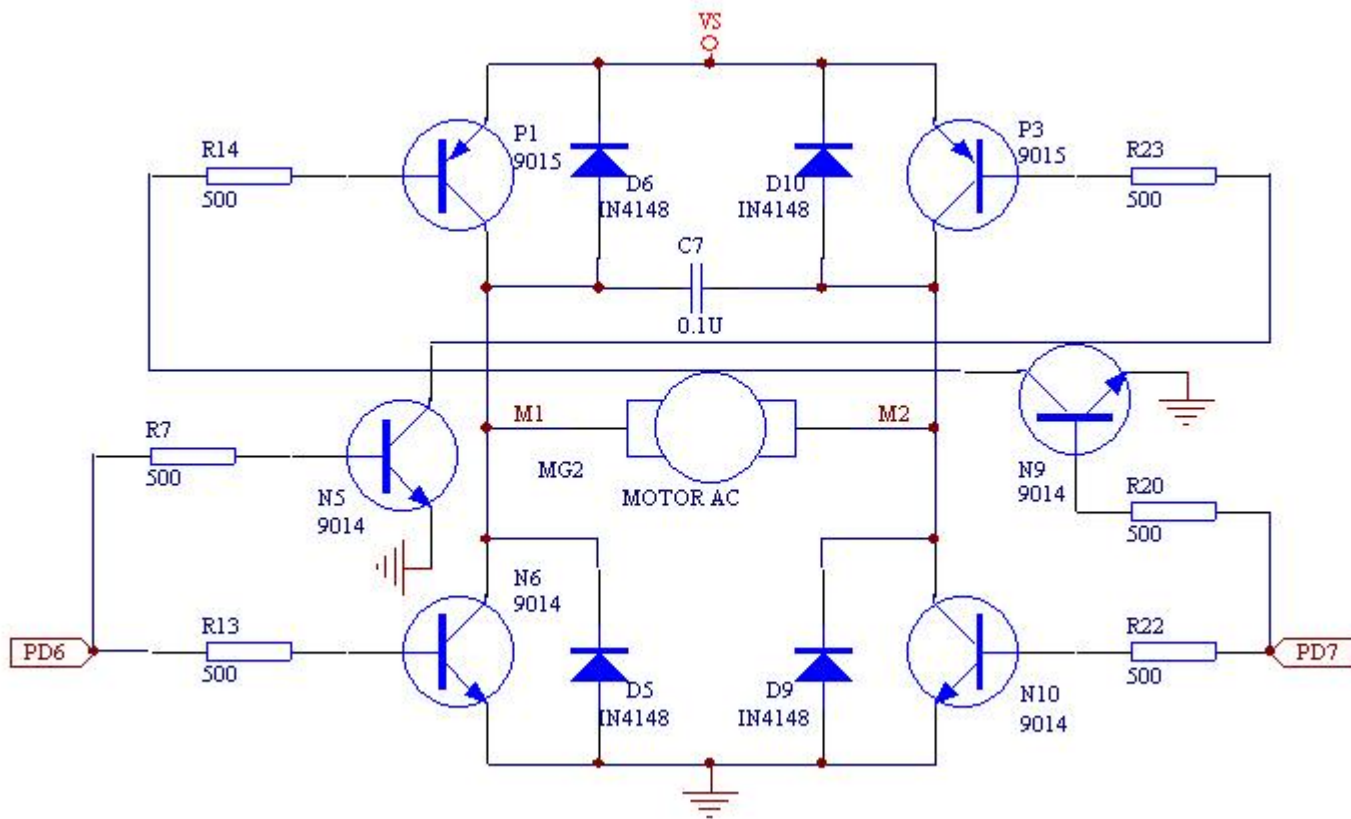 VS
P1
9015
P3
9015
R14
500
R23
500
D6
IN4148
D10
IN4148
C7
0.1U
M1
M2
R7
500
MG2
MOTOR AC
N5
9014
N9
9014
R20
500
N6
9014
R13
500
R22
500
PD6
PD7
D5
IN4148
D9
IN4148
N10
9014